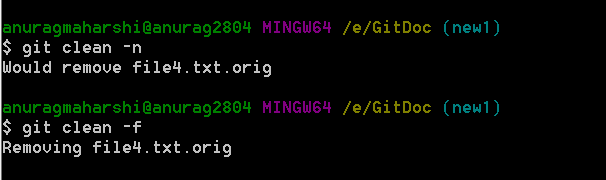 anuragmaharshi@anurag2804 MINGW64 /e/GitDoc (new1)
$ git clean -n
Would remove file4.txt.orig
anuragmaharshi@anurag2804 MINGW64 /e/GitDoc (new1)
$ git clean -f
Removing file4.txt.orig